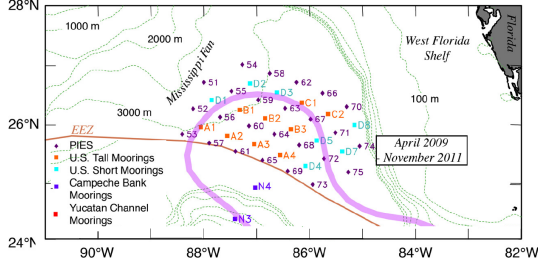 28°N
26°N
24°N
90°W
88°W
86°W
84°W
1000 m
2000 m
3000 m
100 m
Mississippi Fan
West Florida
Shelf
Florida
EEZ
April 2009
- November 2011
PIES
U.S. Tall Moorings
U.S. Short Moorings
Campeche Bank
Moorings
Yucatan Channel
Moorings
54
58
51
55
D2
62
D3
66
D1
59
C1
70
52
B1
63
C2
56
B2
67
D8
53
A1
60
64
B3
71
57
A2
A3
68
D5
74
61
65
A4
72
D7
D4
69
75
N4
73
N3